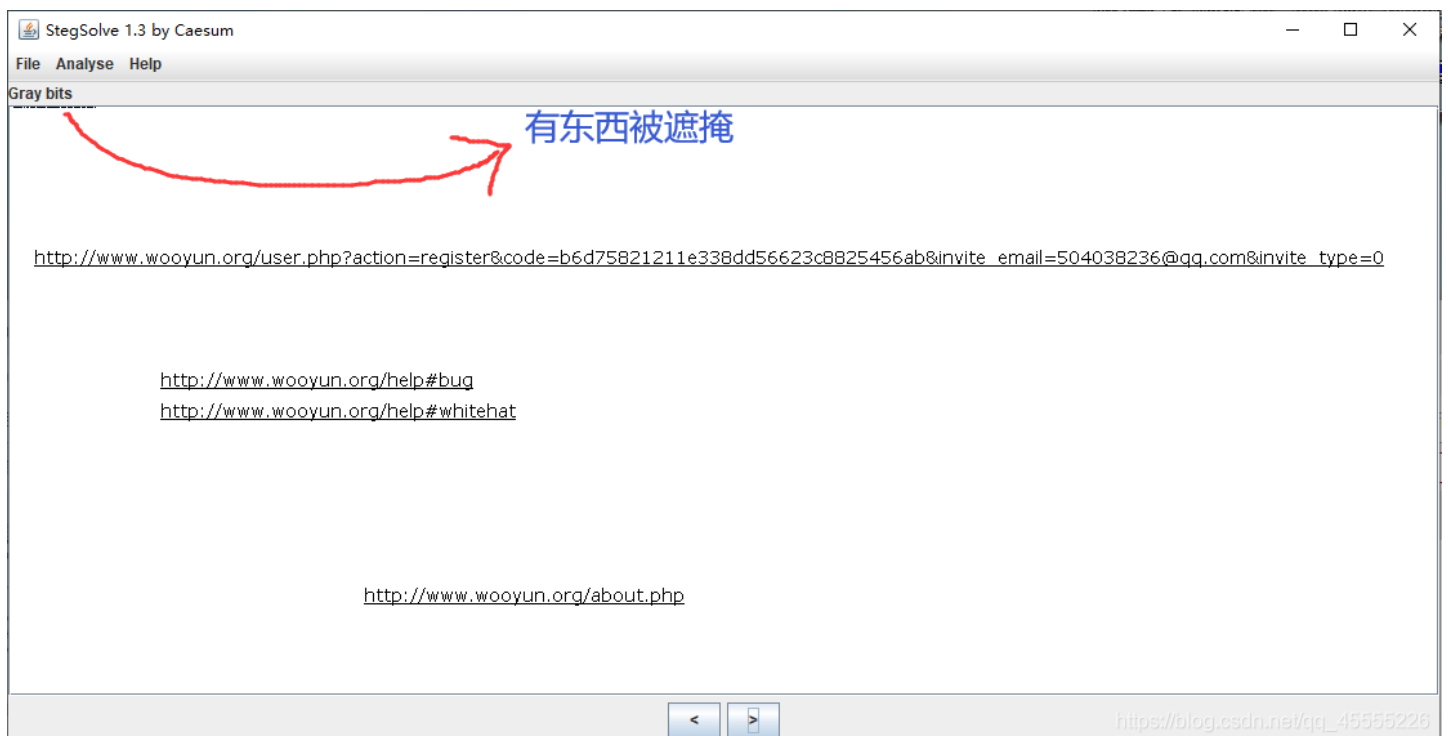 StegSolve 1.3 by Caesum
File Analyse Help
Gray bits
有东西被遮掩
http://www.wooyun.org/user.php?action=register&code=b6d75821211e338dd56623c8825456ab&invite_email=504038236@qq.com&invite_type=0
http://www.wooyun.org/help#bug
http://www.wooyun.org/help#whitehat
http://www.wooyun.org/about.php
< >
https://blog.csdn.net/qq_45555226